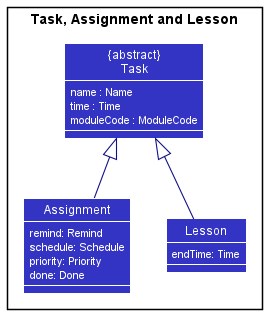 Task, Assignment and Lesson
{abstract}
Task
name : Name
time : Time
moduleCode : ModuleCode
Assignment
remind: Remind
schedule: Schedule
priority: Priority
done: Done
Lesson
endTime: Time